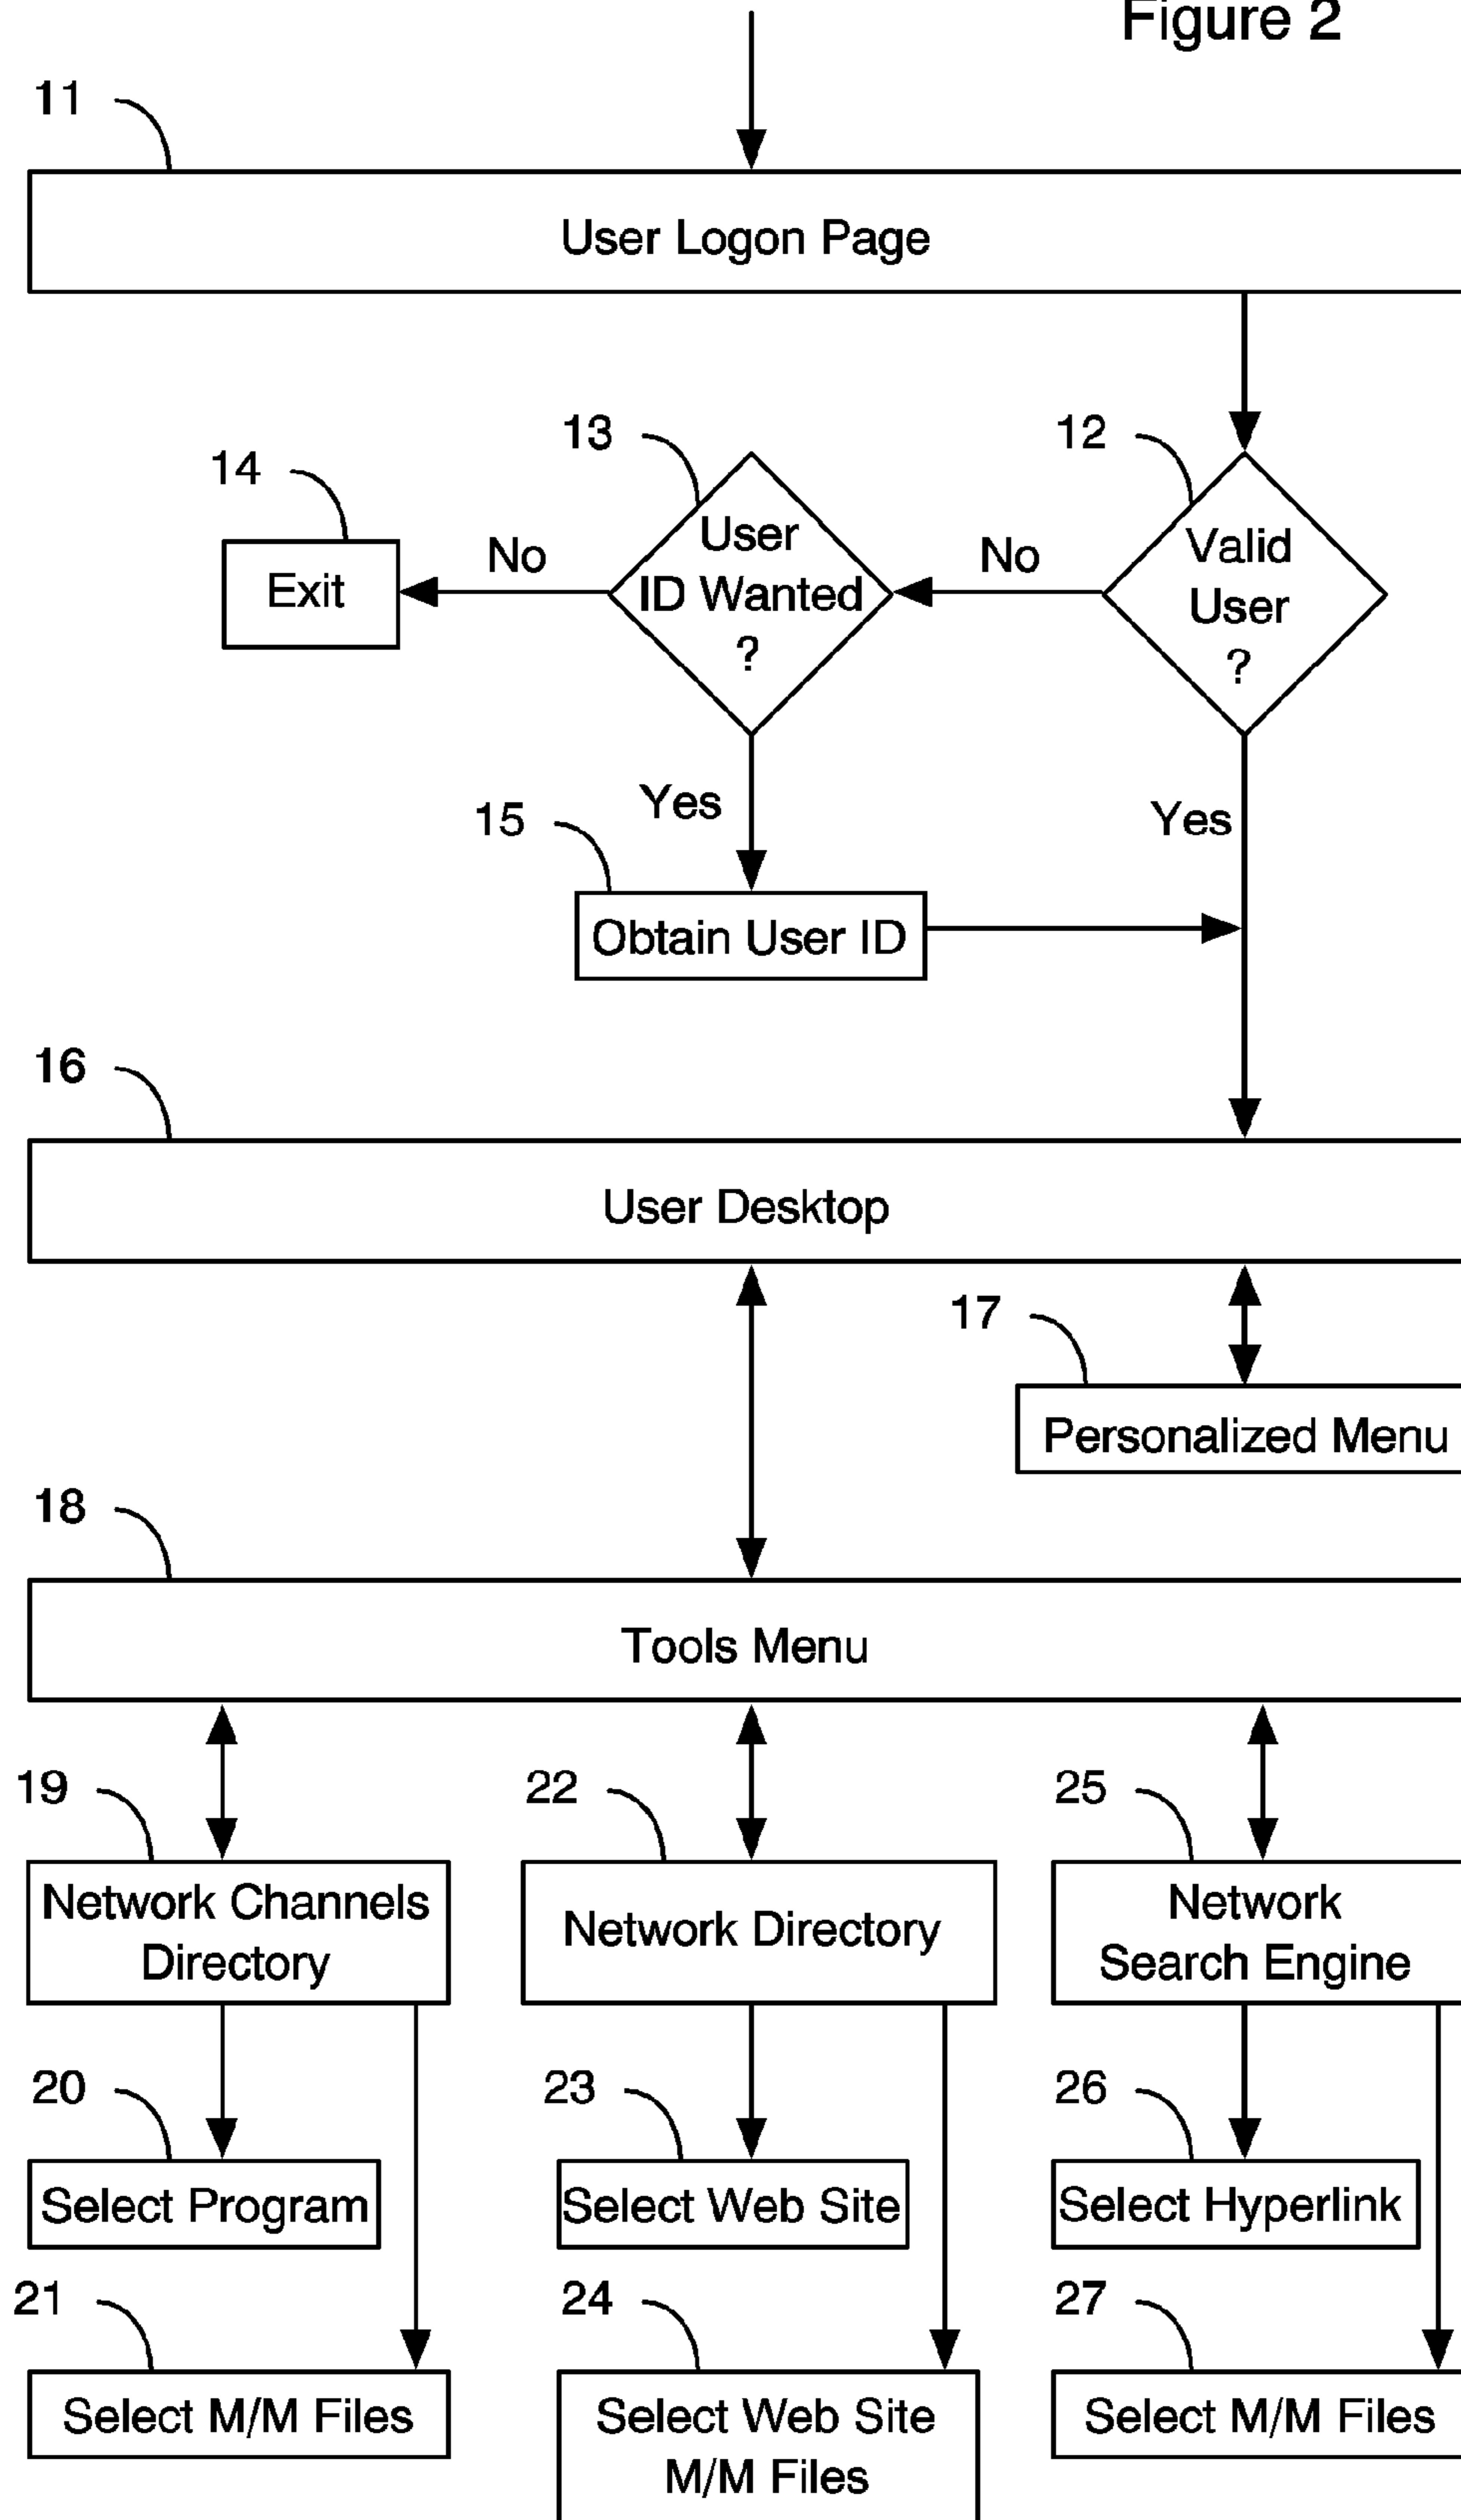 Figure 2
11
User Logon Page
13
12
14
User
ID Wanted
?
Valid
User
?
No
No
Exit
Yes
Yes
15
Obtain User ID
16
User Desktop
17
Personalized Menu
18
Tools Menu
19
22
25
Network Channels
Directory
Network Directory
Network
Search Engine
20
23
26
Select Program
Select Web Site
Select Hyperlink
21
24
27
Select M/M Files
Select Web Site
M/M Files
Select M/M Files